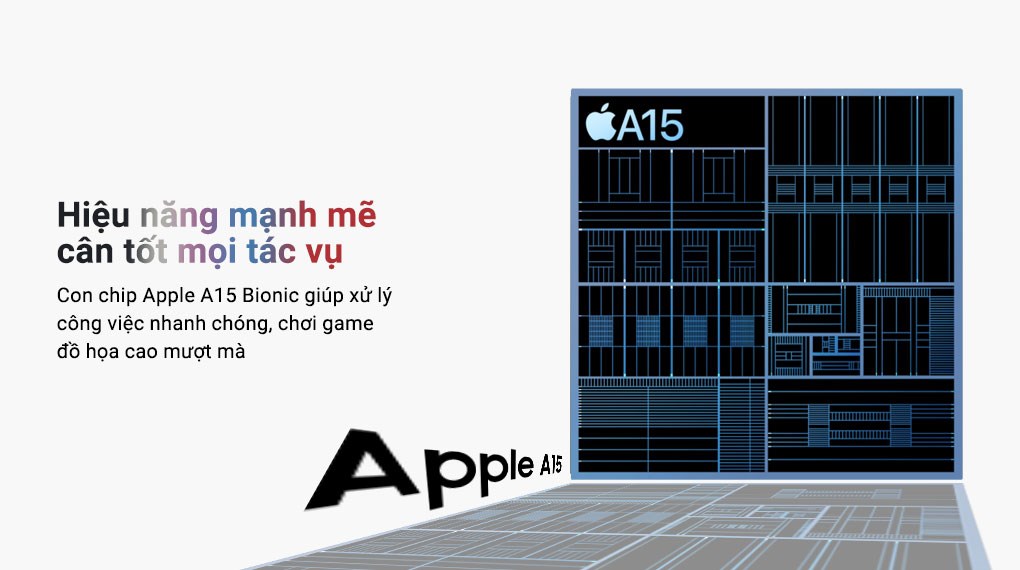 A15
Hiệu năng mạnh mẽ
cân tốt mọi tác vụ
Con chip Apple A15 Bionic giúp xử lý
công việc nhanh chóng, chơi game
đồ họa cao mượt mà
Apple A15